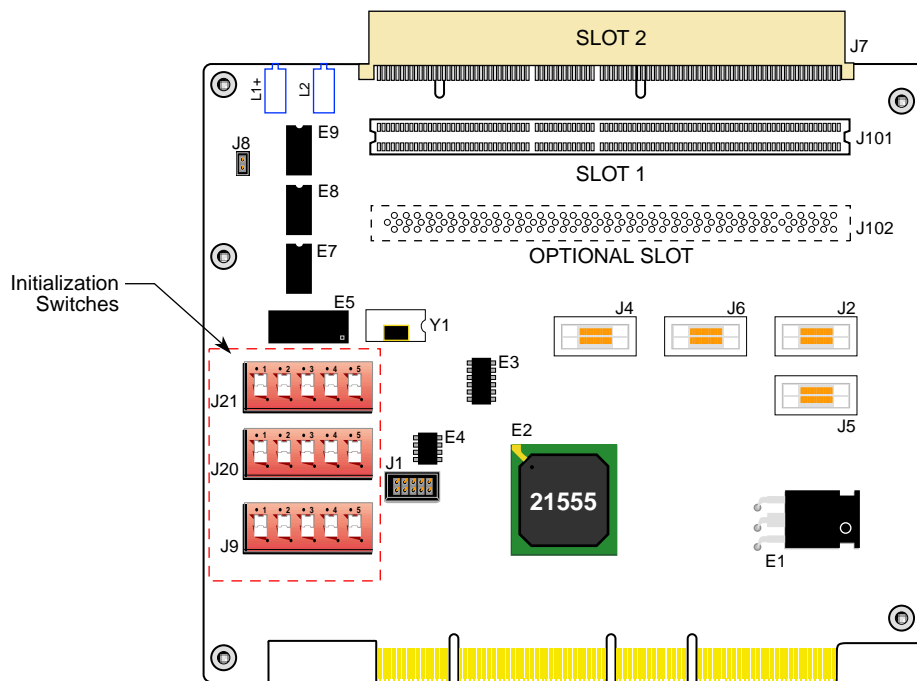 SLOT 2
J7
L1+
L2
E9
J8
J101
SLOT 1
E8
J102
E7
OPTIONAL SLOT
Initialization
Switches
E5
Y1
J4
J6
J2
E3
1 2 3 4 5
J21
J5
E4
E2
1 2 3 4 5
J20
J1
21555
1 2 3 4 5
J9
E1